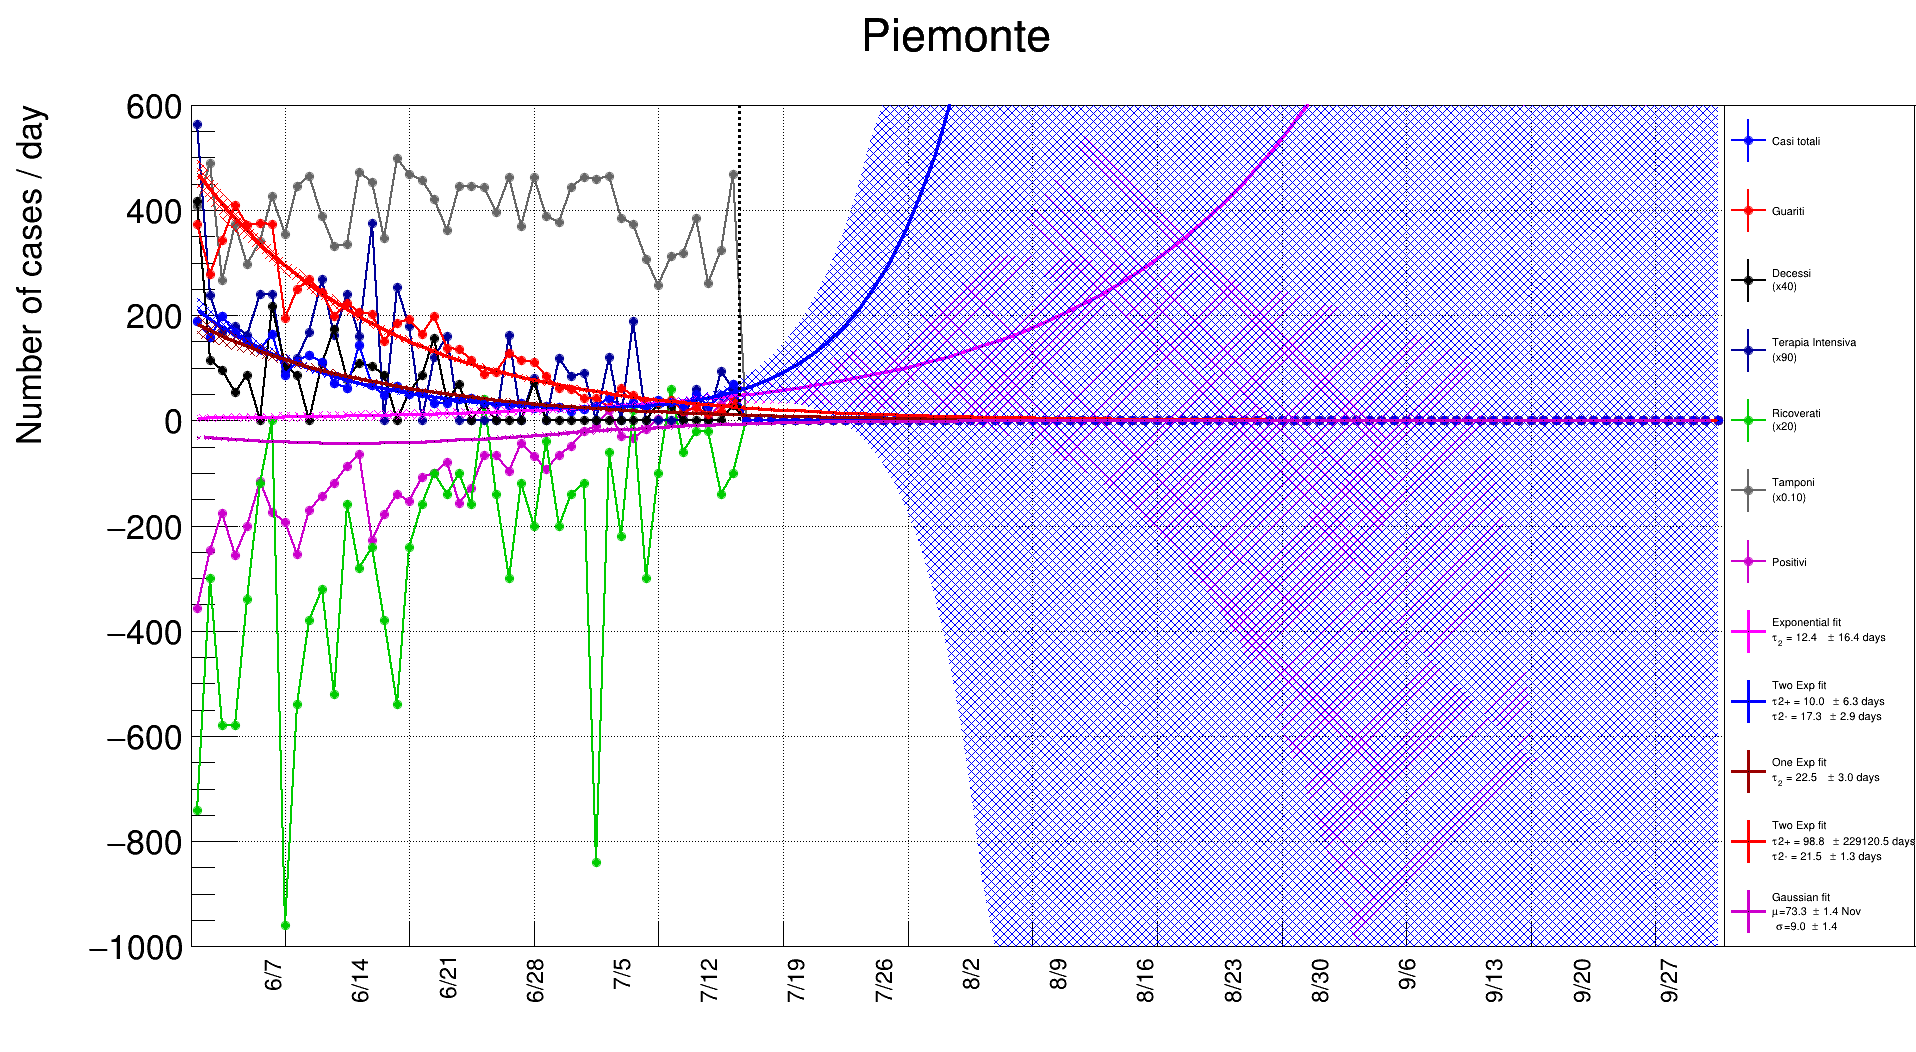 Piemonte
Number of cases / day
600
400
200
0
−200
−400
−600
−800
−1000
6/7
6/14
6/21
6/28
7/5
7/12
7/19
7/26
8/2
8/9
8/16
8/23
8/30
9/6
9/13
9/20
9/27
Casi totali
Guariti
Decessi
(x40)
Terapia Intensiva
(x90)
Ricoverati
(x20)
Tamponi
(x0.10)
Positivi
Exponential fit
τ2 = 12.4 ± 16.4 days
Two Exp fit
τ2+ = 10.0 ± 6.3 days
τ2- = 17.3 ± 2.9 days
One Exp fit
τ2 = 22.5 ± 3.0 days
Two Exp fit
τ2+ = 98.8 ± 229120.5 days
τ2- = 21.5 ± 1.3 days
Gaussian fit
μ=73.3 ± 1.4 Nov
σ=9.0 ± 1.4